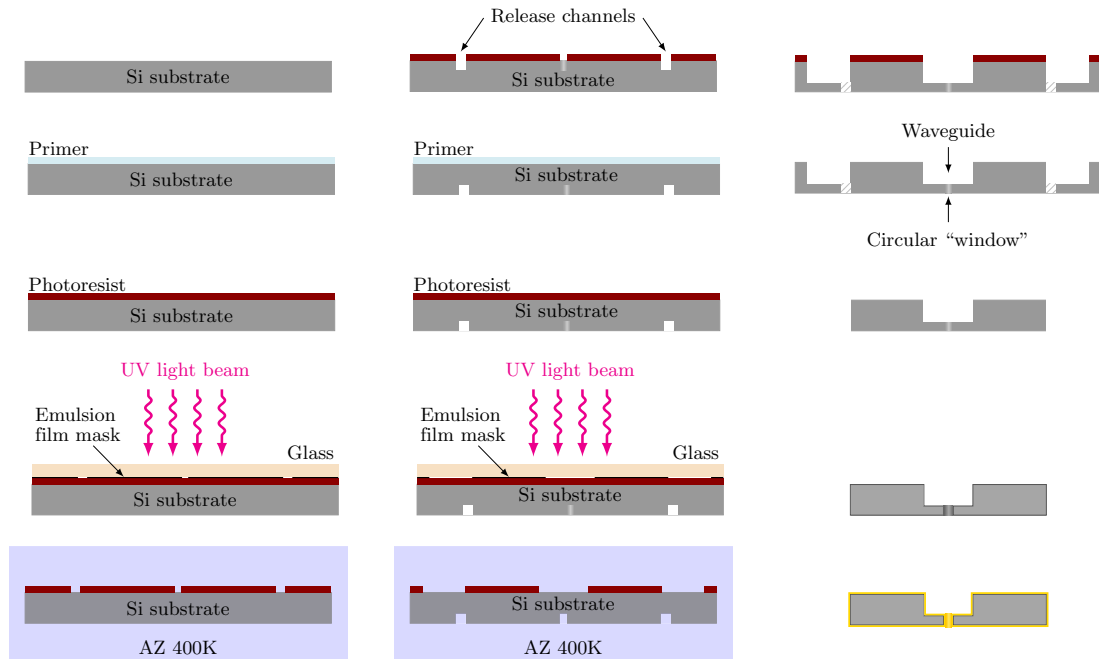 Si substrate
Primer
Si substrate
Photoresist
Si substrate
UV light beam
Emulsion
film mask
Glass
Si substrate
Si substrate
AZ 400K
Release channels
Si substrate
Primer
Si substrate
Photoresist
Si substrate
UV light beam
Emulsion
film mask
Glass
Si substrate
Si substrate
AZ 400K
Waveguide
Circular “window”